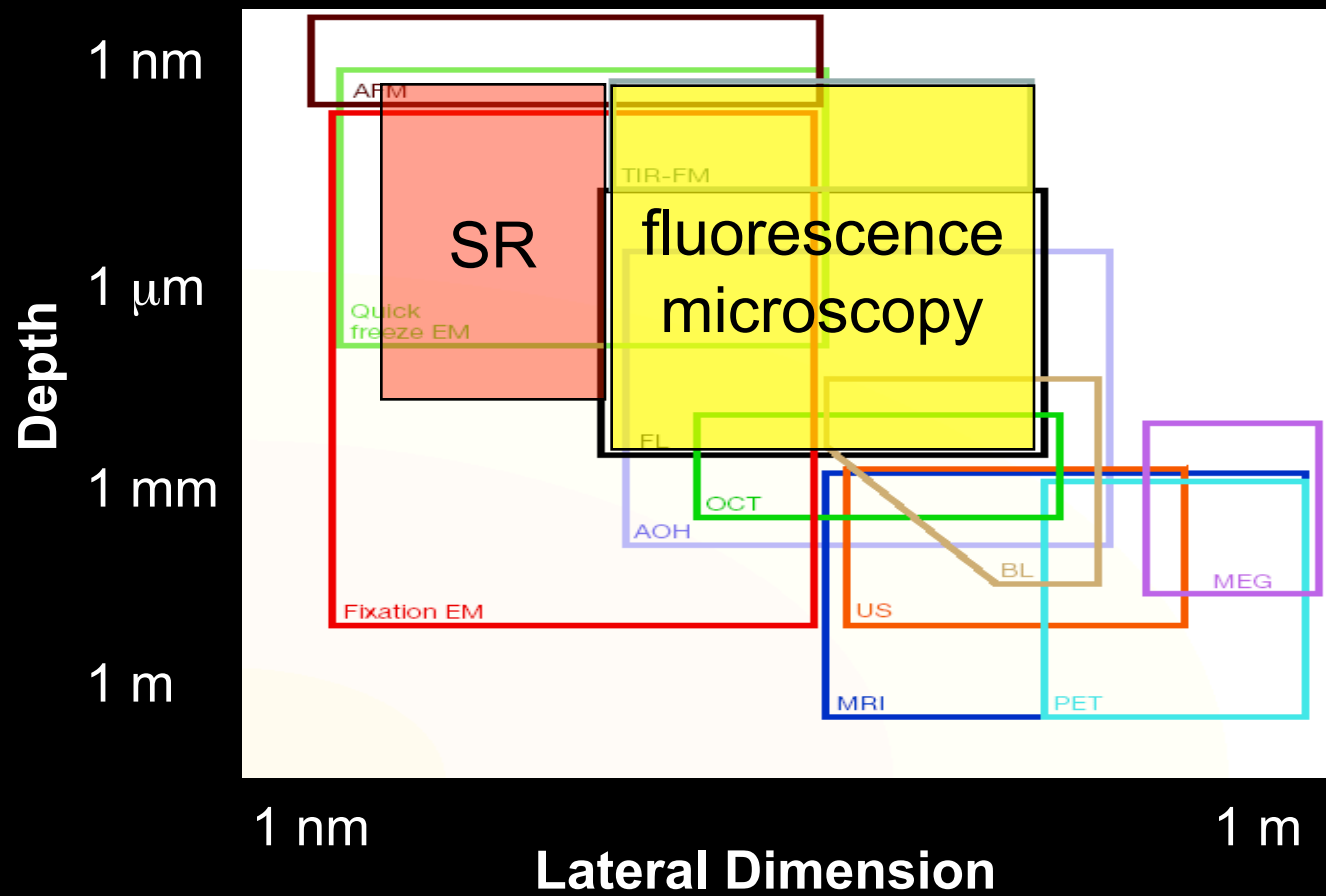 1 nm
AFM
TIR-FM
SR
fluorescence
microscopy
1 μm
Quick
freeze EM
Depth
FL
1 mm
OCT
AOH
BL
MEG
Fixation EM
US
1 m
MRI
PET
1 nm
1 m
Lateral Dimension